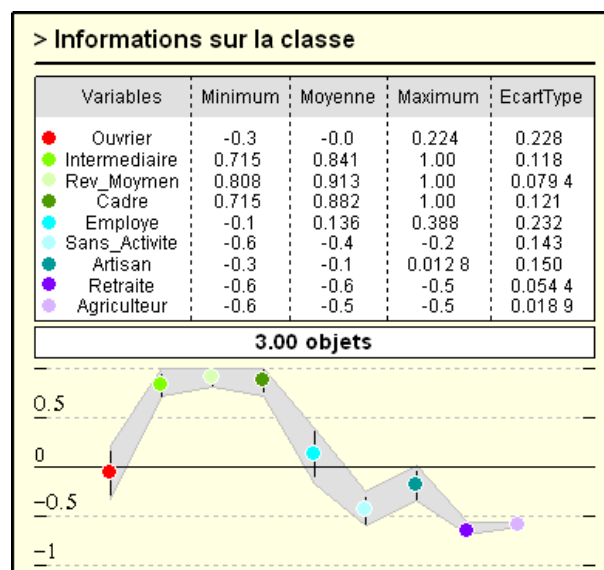 > Informations sur la classe
Variables Minimum Moyenne Maximum EcartType
Ouvrier -0.3 -0.0 0.224 0.228
Intermediaire 0.715 0.841 1.00 0.118
Rev_Moymen 0.808 0.913 1.00 0.079 4
Cadre 0.715 0.882 1.00 0.121
Employe -0.1 0.136 0.388 0.232
Sans_Activite -0.6 -0.4 -0.2 0.143
Artisan -0.3 -0.1 0.012 8 0.150
Retraite -0.6 -0.6 -0.5 0.054 4
Agriculteur -0.6 -0.5 -0.5 0.018 9
3.00 objets
0.5
0
-0.5
-1